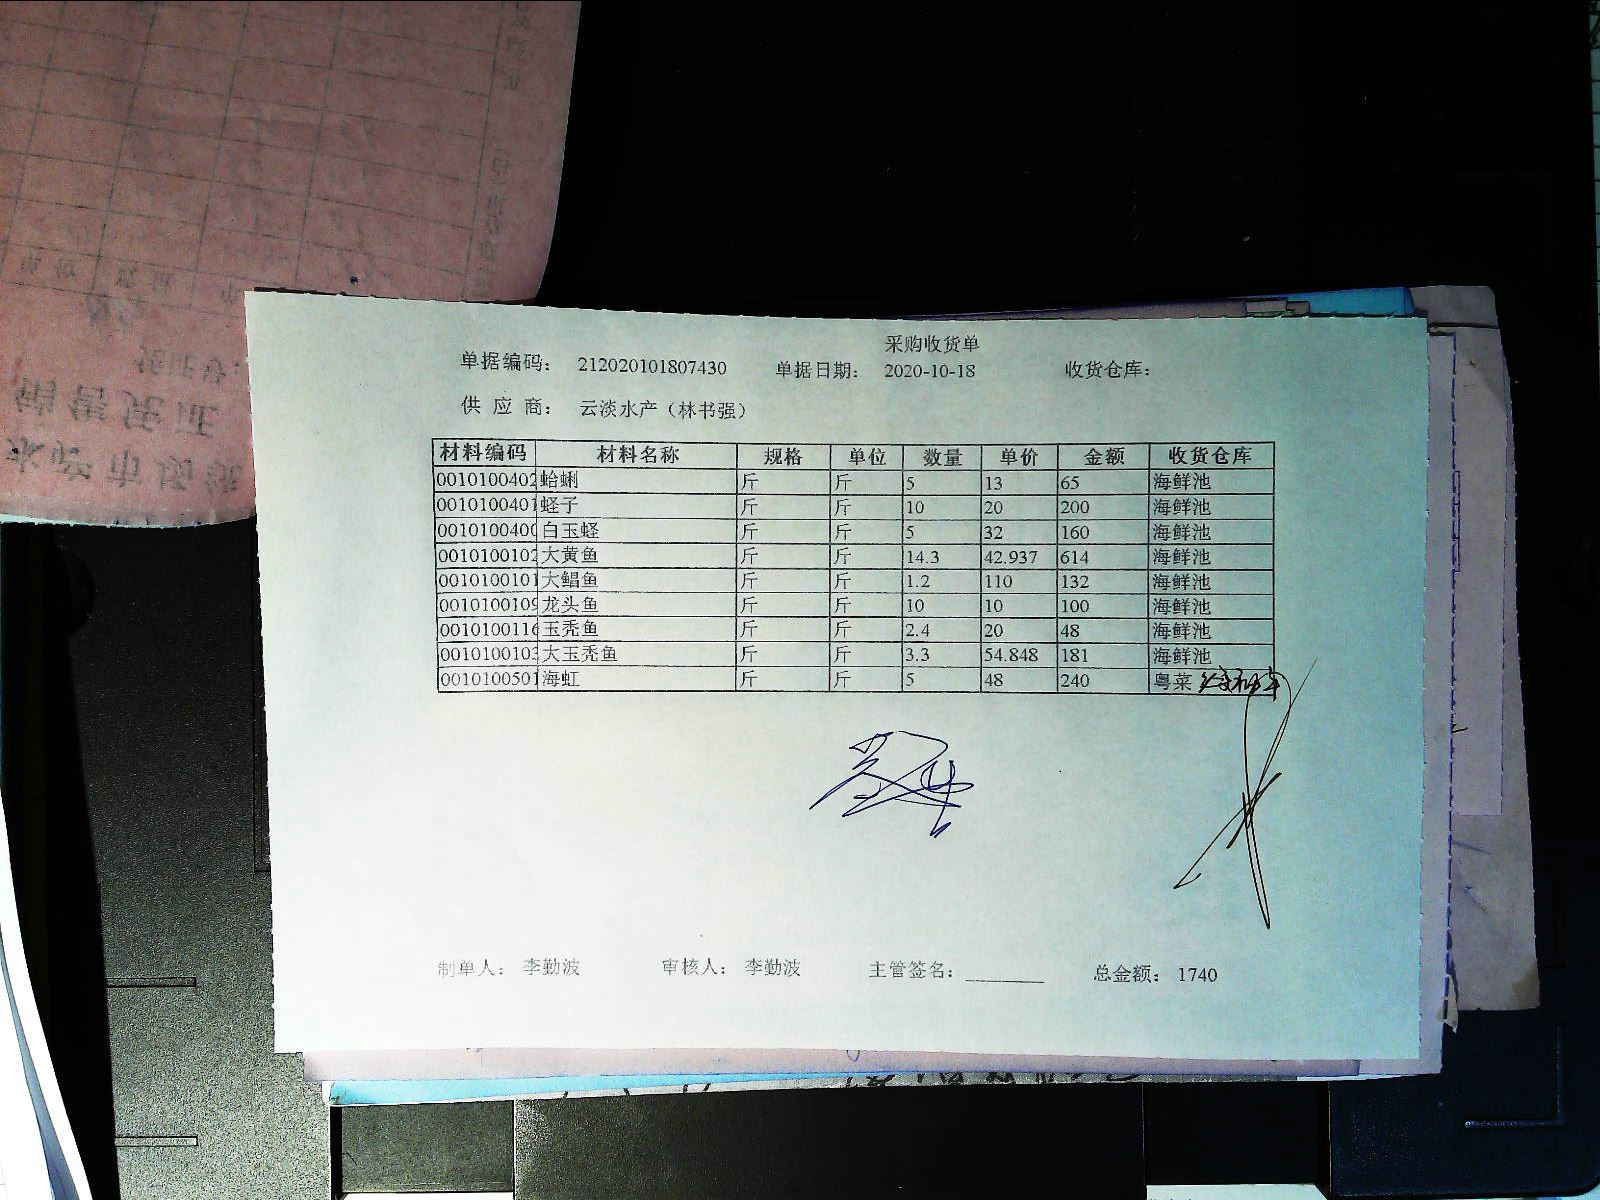 采购收货单
单据编码： 212020101807430 单据日期： 2020-10-18 收货仓库：
供 应 商： 云淡水产（林书强）
材料编码 材料名称 规格 单位 数量 单价 金额 收货仓库
0010100402 蛤蜊 斤 斤 5 13 65 海鲜池
0010100401 蛏子 斤 斤 10 20 200 海鲜池
0010100400 白玉蛏 斤 斤 5 32 160 海鲜池
0010100102 大黄鱼 斤 斤 14.3 42.937 614 海鲜池
0010100101 大鲳鱼 斤 斤 1.2 110 132 海鲜池
0010100109 龙头鱼 斤 斤 10 10 100 海鲜池
0010100116 玉秃鱼 斤 斤 2.4 20 48 海鲜池
0010100103 大玉秃鱼 斤 斤 3.3 54.848 181 海鲜池
0010100501 海虹 斤 斤 5 48 240 粤菜
制单人： 李勤波 审核人： 李勤波 主管签名： 总金额： 1740